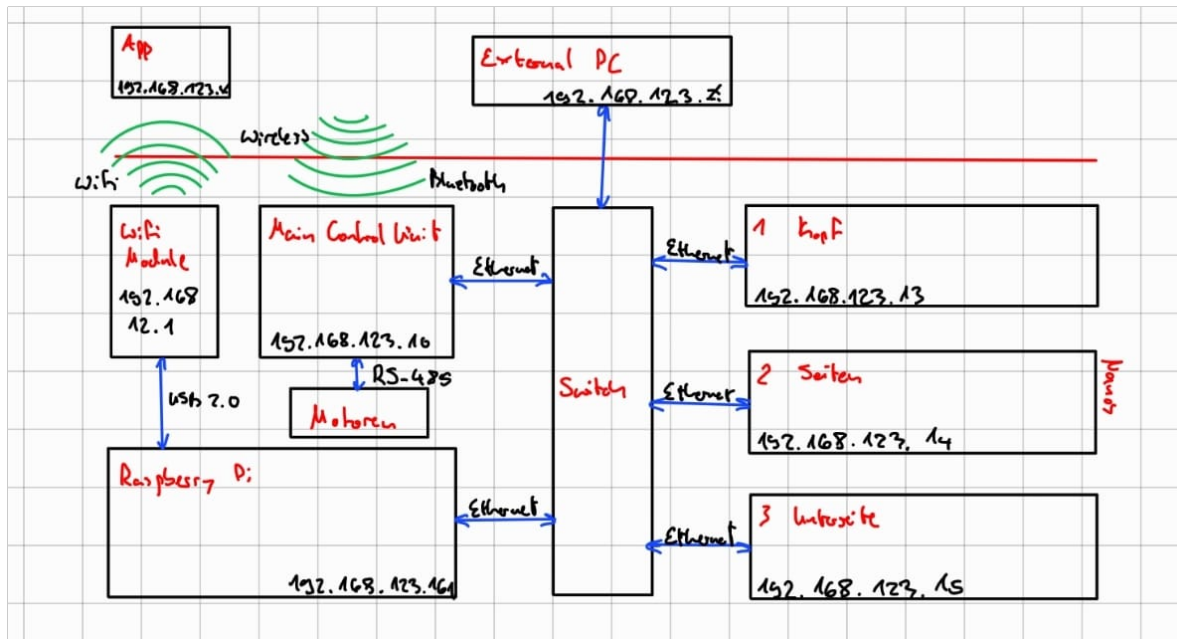 App
192.168.123.x
External PC
192.168.123.z
Wireless
Wifi
Bluetooth
Wifi
Module
192.168
12.1
Main Control Unit
192.168.123.10
Ethernet
RS-485
Motoren
USB 2.0
Raspberry Pi
192.168.123.161
Ethernet
Switch
Ethernet
1 Kopf
192.168.123.13
Ethernet
2 Seiten
192.168.123.14
Nanos
Ethernet
3 Unterseite
192.168.123.15